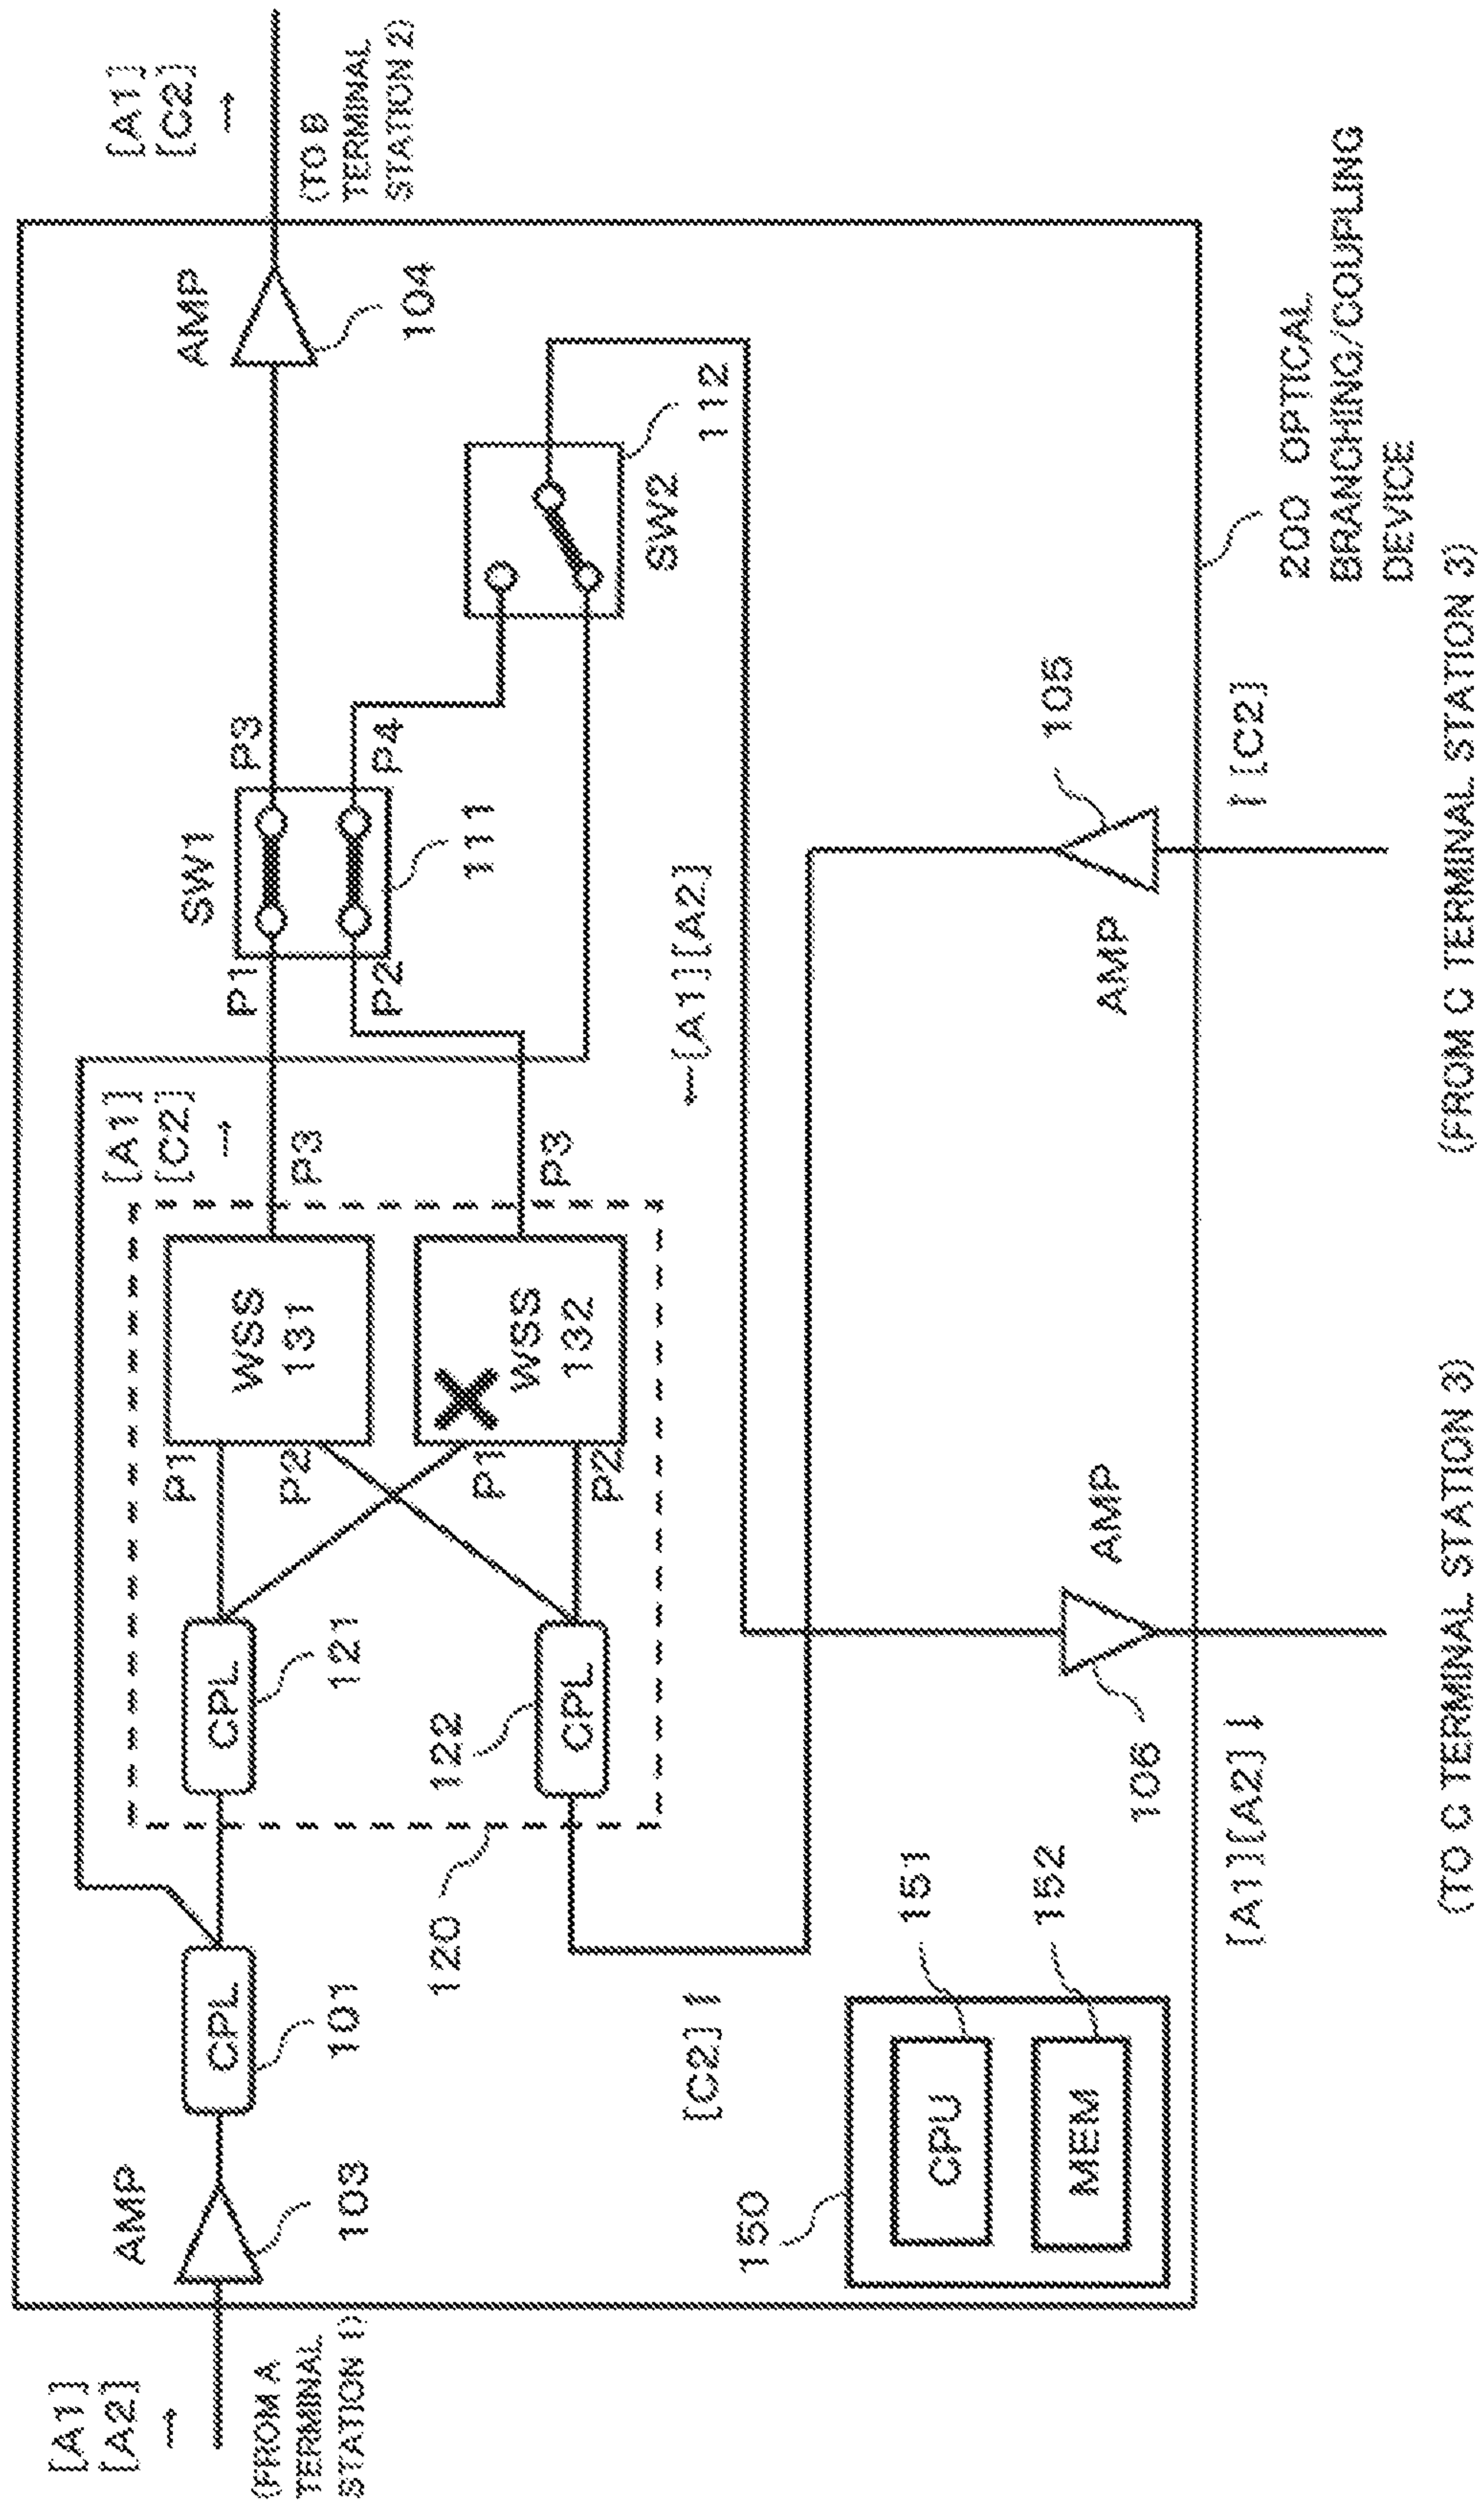 [A1]
[A2]
→
(FROM A
TERMINAL
STATION 1)
AMP
103
CPL
101
120
CPL
121
122
CPL
P1
P2
P1
P2
WSS
131
WSS
132
P3
P3
[A1]
[C2]
→
SW1
P1
P2
P3
P4
111
SW2
112
AMP
104
[A1]
[C2]
→
(TO B
TERMINAL
STATION 2)
←[A1][A2]
[C2]↑
150
CPU
151
MEM
152
AMP
106
[A1][A2]↓
(TO C TERMINAL STATION 3)
AMP
105
↑[C2]
(FROM C TERMINAL STATION 3)
200 OPTICAL
BRANCHING/COUPLING
DEVICE